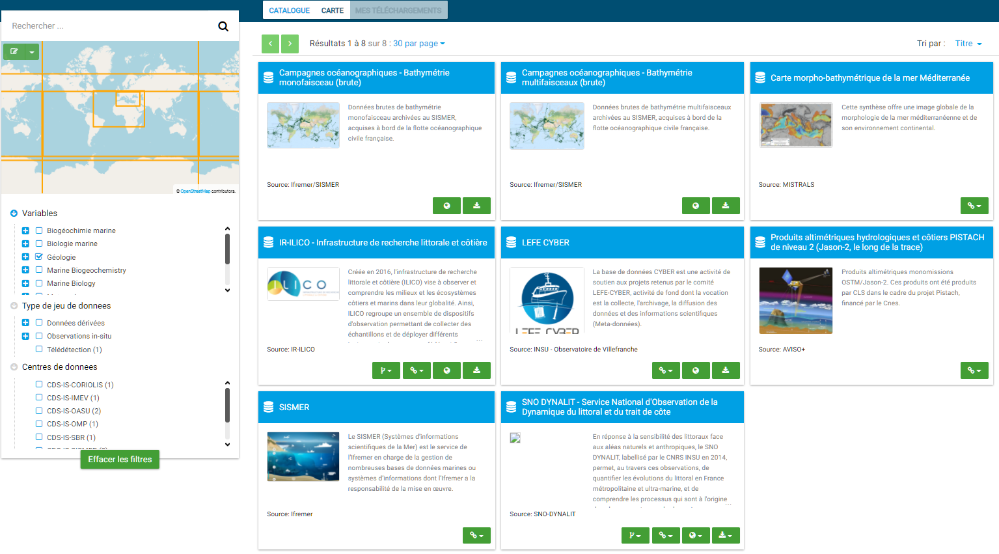 CATALOGUE CARTE MES TÉLÉCHARGEMENTS
Rechercher ...
© OpenStreetMap contributors.
Variables
Biogéochimie marine
Biologie marine
Géologie
Marine Biogeochemistry
Marine Biology
Type de jeu de donnees
Données dérivées
Observations in-situ
Télédétection (1)
Centres de donnees
CDS-IS-CORIOLIS (1)
CDS-IS-IMEV (1)
CDS-IS-OASU (2)
CDS-IS-OMP (1)
CDS-IS-SBR (1)
Effacer les filtres
Résultats 1 à 8 sur 8 : 30 par page
Tri par : Titre
Campagnes océanographiques - Bathymétrie
monofaisceau (brute)
Données brutes de bathymétrie
monofaisceau archivées au SISMER,
acquises à bord de la flotte océanographique
civile française.
Source: Ifremer/SISMER
Campagnes océanographiques - Bathymétrie
multifaisceaux (brute)
Données brutes de bathymétrie multifaisceaux
archivées au SISMER, acquises à bord de la
flotte océanographique civile française.
Source: Ifremer/SISMER
Carte morpho-bathymétrique de la mer Méditerranée
Cette synthèse offre une image globale de la
morphologie de la mer méditerranéenne et de
son environnement continental.
Source: MISTRALS
IR-ILICO - Infrastructure de recherche littorale et côtière
ILICO
Créée en 2016, l'infrastructure de recherche
littorale et côtière (ILICO) vise à observer et
comprendre les milieux et les écosystèmes
côtiers et marins dans leur globalité. Ainsi,
ILICO regroupe un ensemble de dispositifs
d'observation permettant de collecter des
échantillons et de déployer différents
Source: IR-ILICO
LEFE CYBER
LEFE CYBER
La base de données CYBER est une activité de
soutien aux projets retenus par le comité
LEFE-CYBER, activité de fond dont la vocation
est la collecte, l'archivage, la diffusion des
données et des informations scientifiques
(Meta-données).
Source: INSU - Observatoire de Villefranche
Produits altimétriques hydrologiques et côtiers PISTACH
de niveau 2 (Jason-2, le long de la trace)
Produits altimétriques monomissions
OSTM/Jason-2. Ces produits ont été produits
par CLS dans le cadre du projet Pistach,
financé par le Cnes.
Source: AVISO+
SISMER
Le SISMER (Systèmes d'informations
scientifiques de la Mer) est le service de
l'Ifremer en charge de la gestion de
nombreuses bases de données marines ou
systèmes d'informations dont l'Ifremer a la
responsabilité de la mise en œuvre.
Source: Ifremer
SNO DYNALIT - Service National d'Observation de la
Dynamique du littoral et du trait de côte
En réponse à la sensibilité des littoraux face
aux aléas naturels et anthropiques, le SNO
DYNALIT, labellisé par le CNRS INSU en 2014,
permet, au travers ces observations, de
quantifier les évolutions du littoral en France
métropolitaine et ultra-marine, et de
comprendre les processus qui sont à l'origine
Source: SNO-DYNALIT